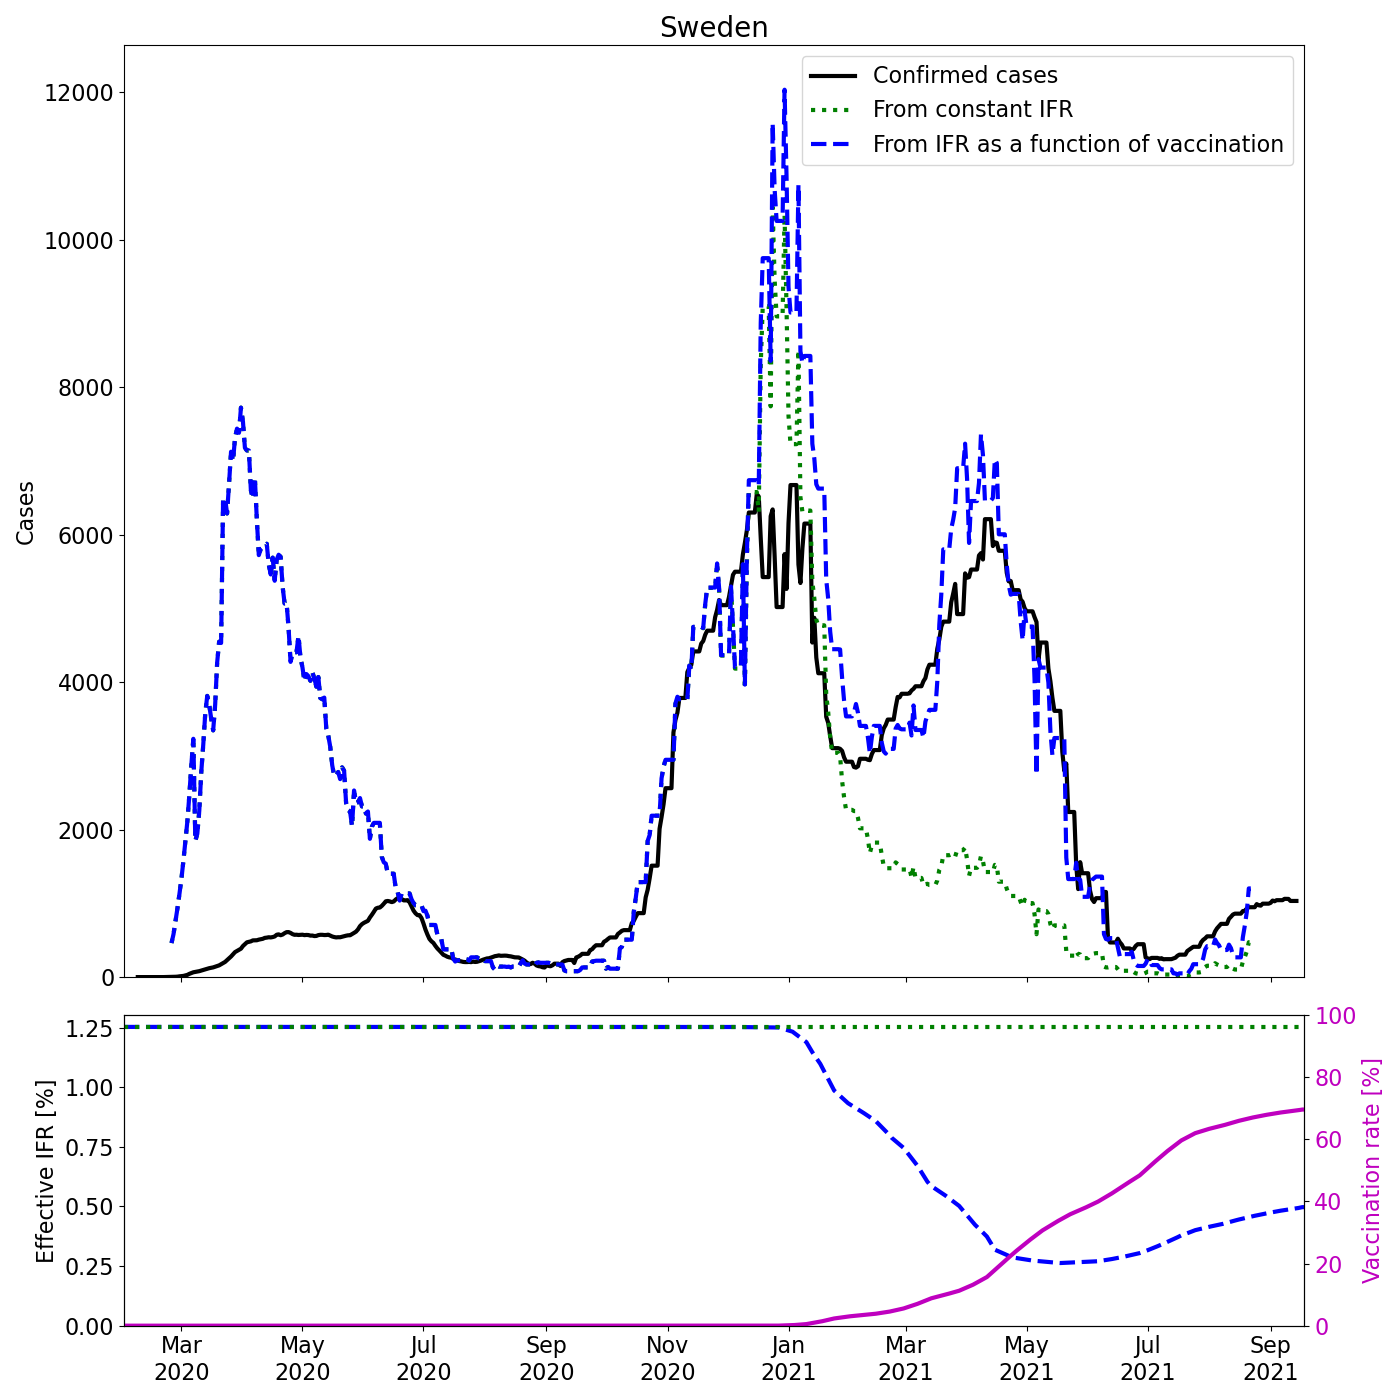 Sweden
12000
10000
8000
6000
4000
2000
0
Cases
Confirmed cases
From constant IFR
From IFR as a function of vaccination
1.25
1.00
0.75
0.50
0.25
0.00
Effective IFR [%]
100
80
60
40
20
0
Vaccination rate [%]
Mar
2020
May
2020
Jul
2020
Sep
2020
Nov
2020
Jan
2021
Mar
2021
May
2021
Jul
2021
Sep
2021